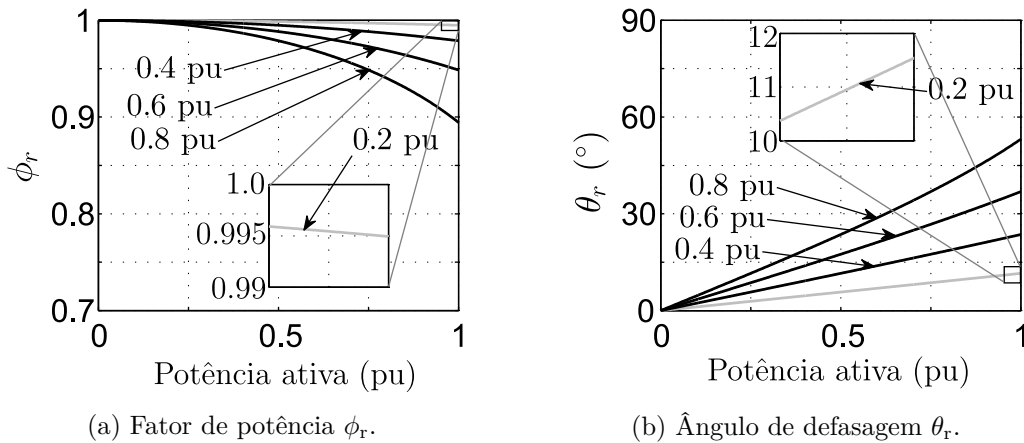 1
0.9
0.8
0.7
ϕr
0.4 pu
0.6 pu
0.8 pu
0.2 pu
1.0
0.995
0.99
0
0.5
1
Potência ativa (pu)
(a) Fator de potência ϕr.
90
60
30
0
θr (°)
12
11
10
0.2 pu
0.8 pu
0.6 pu
0.4 pu
0
0.5
1
Potência ativa (pu)
(b) Ângulo de defasagem θr.